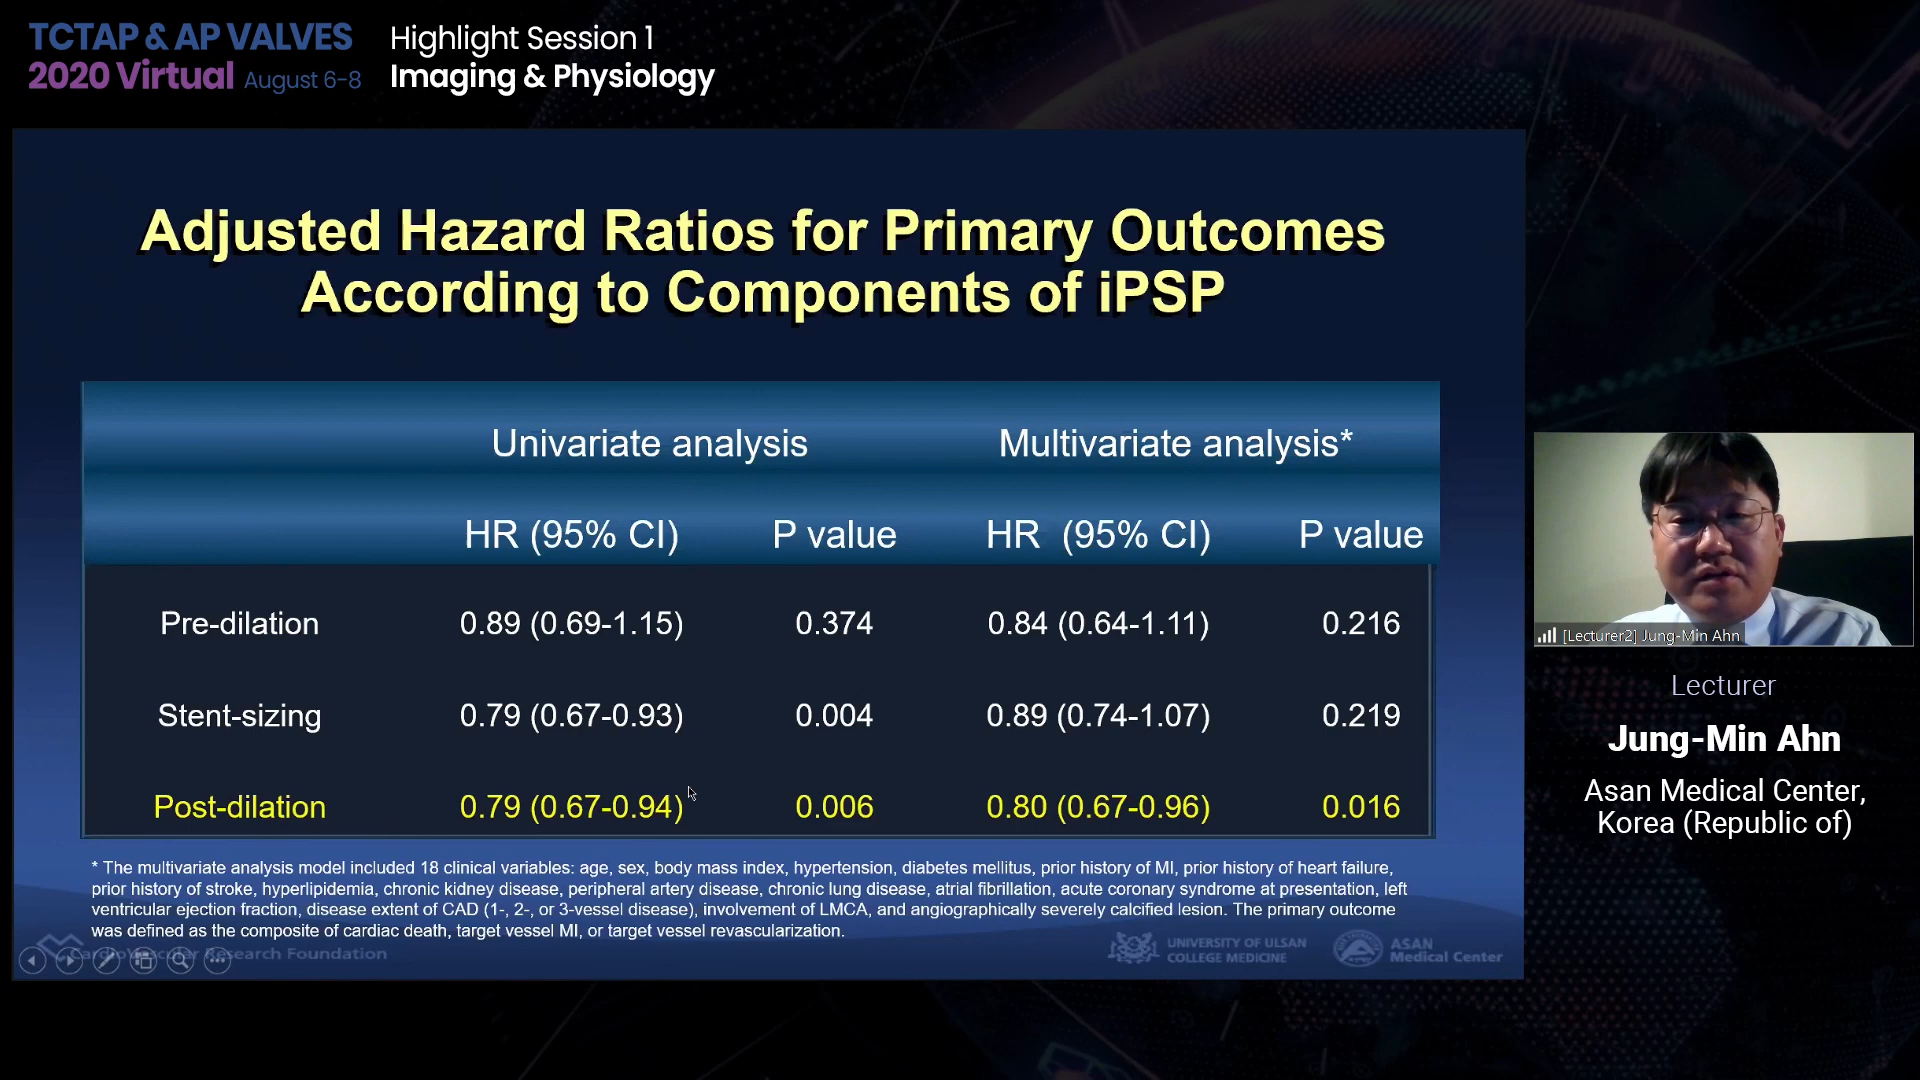 TCTAP & AP VALVES
2020 Virtual August 6-8
Highlight Session 1
Imaging & Physiology
Adjusted Hazard Ratios for Primary Outcomes
According to Components of iPSP
Univariate analysis Multivariate analysis*
HR (95% CI) P value HR (95% CI) P value
Pre-dilation 0.89 (0.69-1.15) 0.374 0.84 (0.64-1.11) 0.216
Stent-sizing 0.79 (0.67-0.93) 0.004 0.89 (0.74-1.07) 0.219
Post-dilation 0.79 (0.67-0.94) 0.006 0.80 (0.67-0.96) 0.016
* The multivariate analysis model included 18 clinical variables: age, sex, body mass index, hypertension, diabetes mellitus, prior history of MI, prior history of heart failure,
prior history of stroke, hyperlipidemia, chronic kidney disease, peripheral artery disease, chronic lung disease, atrial fibrillation, acute coronary syndrome at presentation, left
ventricular ejection fraction, disease extent of CAD (1-, 2-, or 3-vessel disease), involvement of LMCA, and angiographically severely calcified lesion. The primary outcome
was defined as the composite of cardiac death, target vessel MI, or target vessel revascularization.
CardioVascular Research Foundation
UNIVERSITY OF ULSAN
COLLEGE MEDICINE
ASAN
Medical Center
[Lecturer2] Jung-Min Ahn
Lecturer
Jung-Min Ahn
Asan Medical Center,
Korea (Republic of)